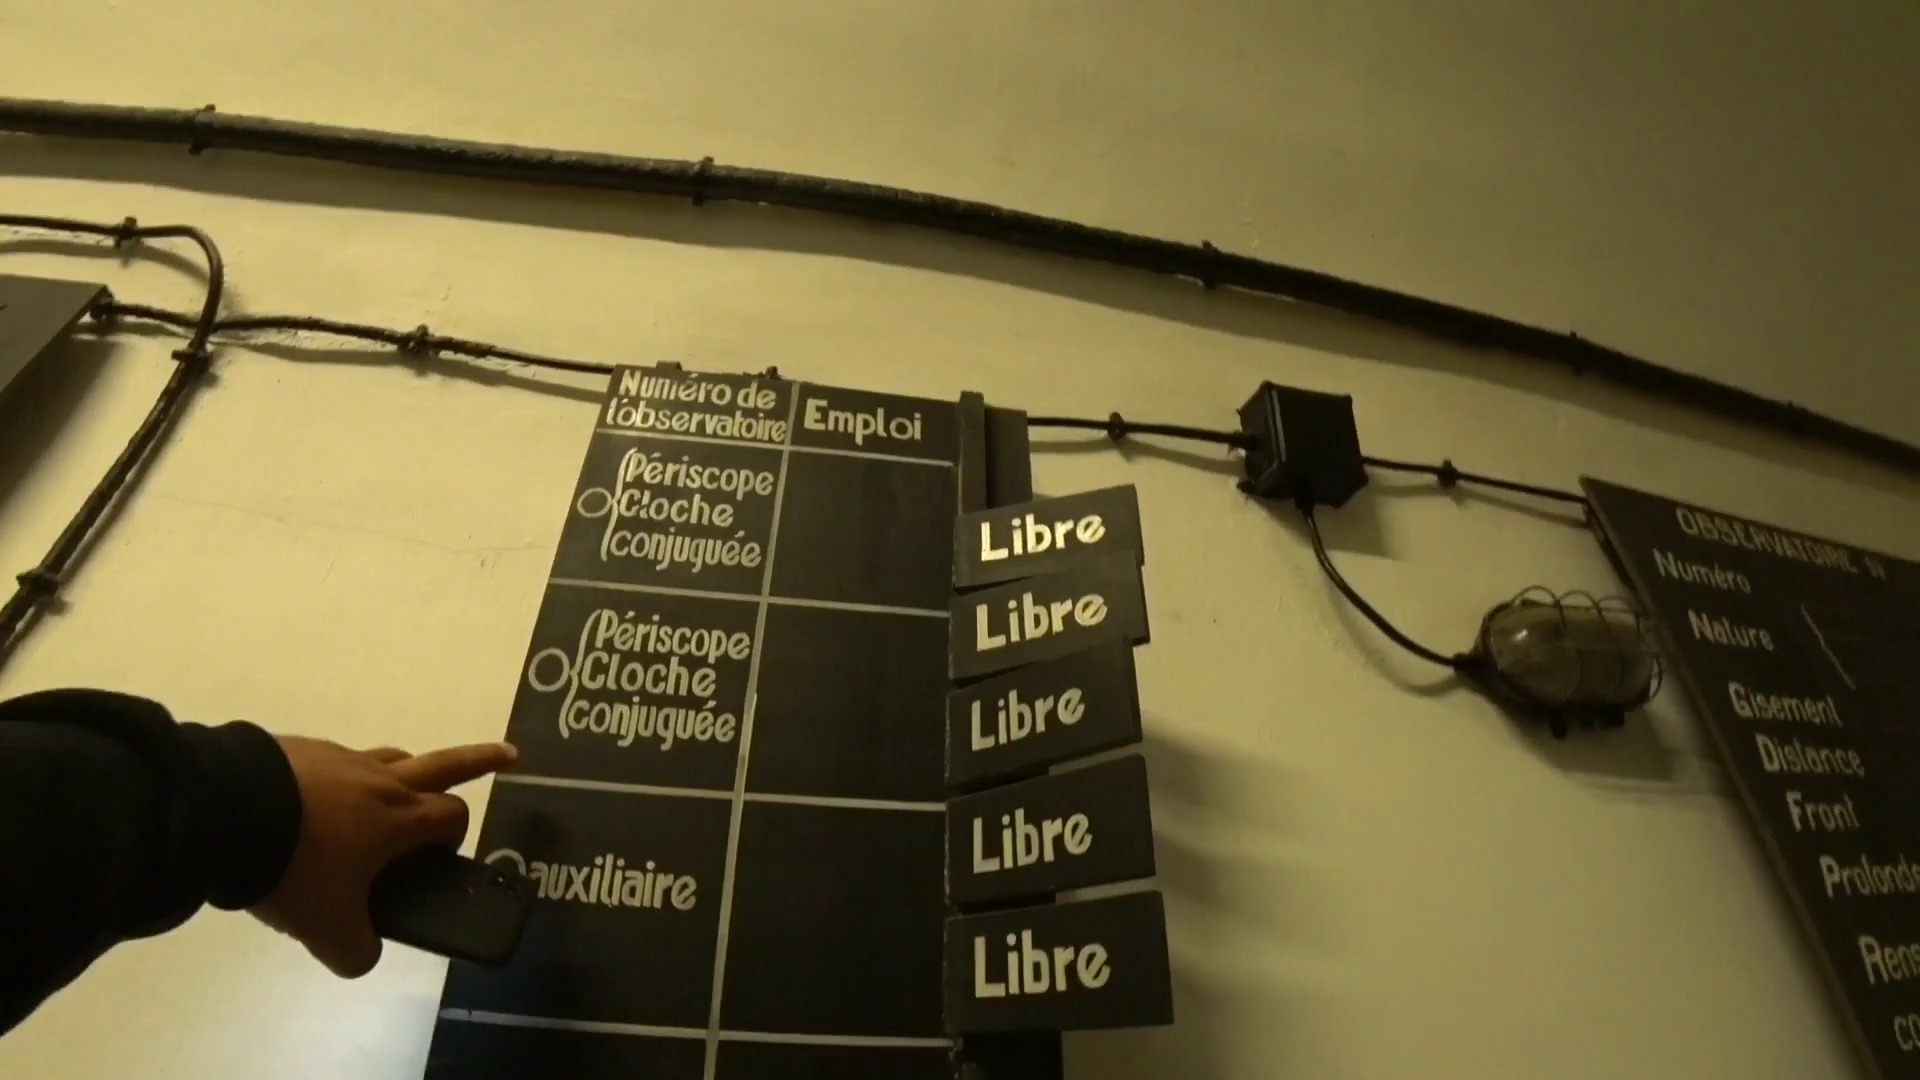 Numéro de
l'observatoire
Emploi
Périscope
Cloche
conjuguée
Périscope
Cloche
conjuguée
auxiliaire
Libre
Libre
Libre
Libre
Libre
OBSERVATOIRE N°
Numéro
Nature
Gisement
Distance
Front